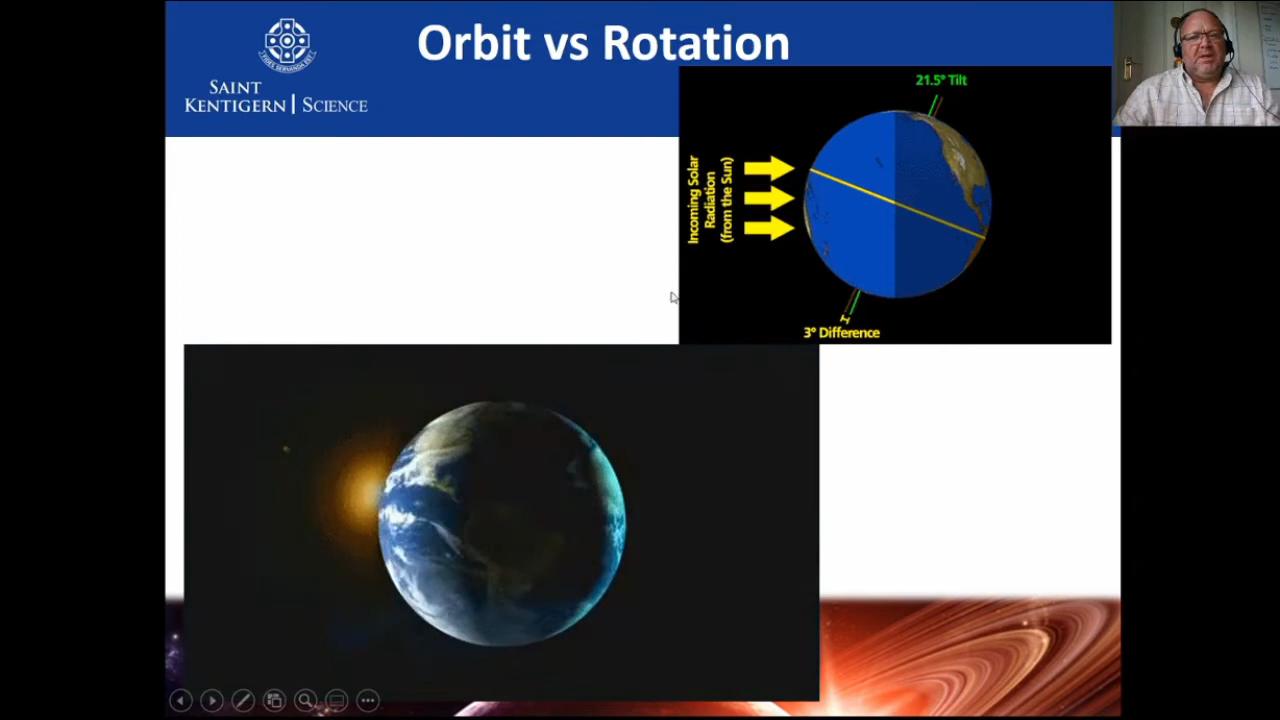 Orbit vs Rotation
SAINT
KENTIGERN | SCIENCE
21.5° Tilt
Incoming Solar
Radiation
(from the Sun)
3° Difference